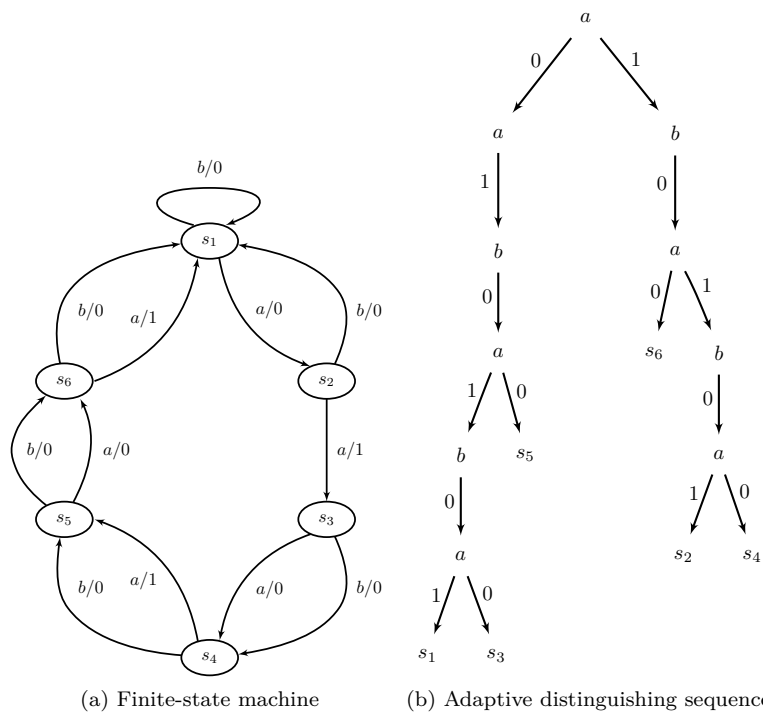 a
0 1
a b
1 0
b/0
s1
b a
b/0 a/1 a/0 b/0
0 0 1
s6 s2
a s6 b
1 0 0
a/1
b/0 a/0
b s5 a
s5 s3
0 1 0
a s2 s4
b/0 a/1 a/0 b/0
1 0
s4
s1 s3
(a) Finite-state machine
(b) Adaptive distinguishing sequence